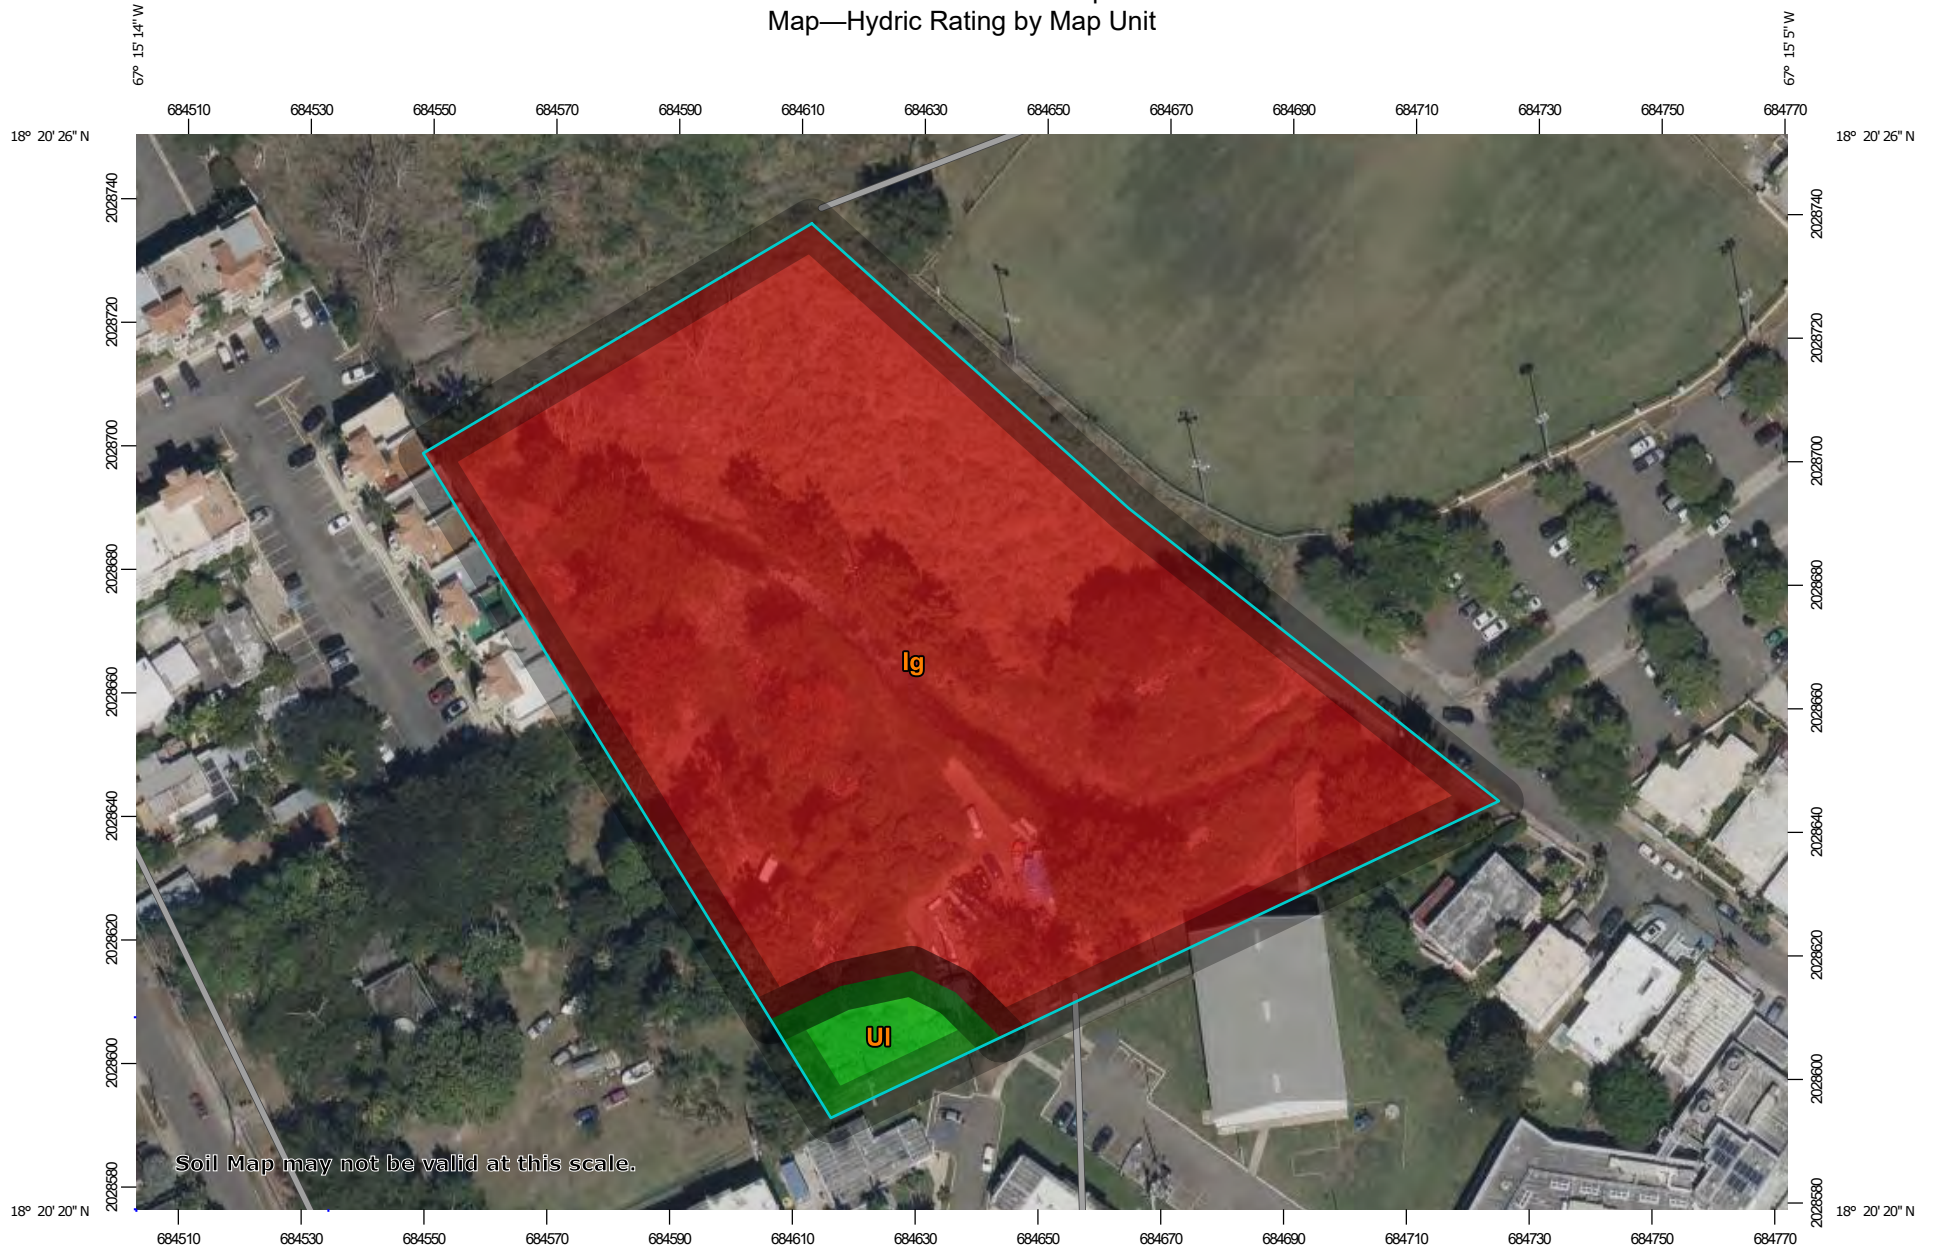 Map—Hydric Rating by Map Unit
67° 15' 14" W
67° 15' 5" W
684510 684530 684550 684570 684590 684610 684630 684650 684670 684690 684710 684730 684750 684770
18° 20' 26" N
18° 20' 26" N
2028740
2028740
2028720
2028720
2028700
2028700
2028680
2028680
Ig
2028660
2028660
2028640
2028640
2028620
2028620
Ul
2028600
2028600
Soil Map may not be valid at this scale.
2028580
2028580
18° 20' 20" N
18° 20' 20" N
684510 684530 684550 684570 684590 684610 684630 684650 684670 684690 684710 684730 684750 684770